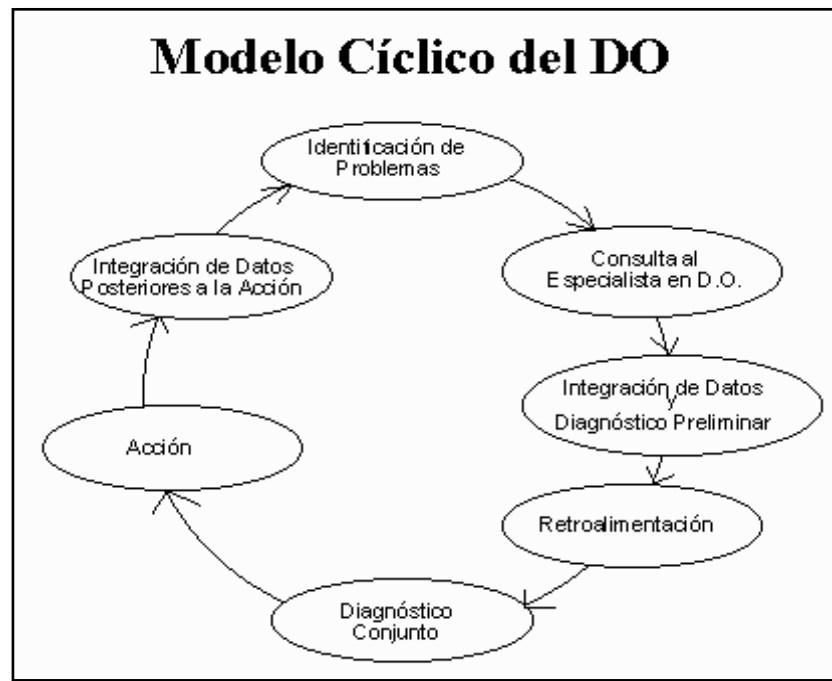 Modelo Cíclico del DO
Identificación de
Problemas
Consulta al
Especialista en D.O.
Integración de Datos
y
Diagnóstico Preliminar
Retroalimentación
Diagnóstico
Conjunto
Acción
Integración de Datos
Posteriores a la Acción